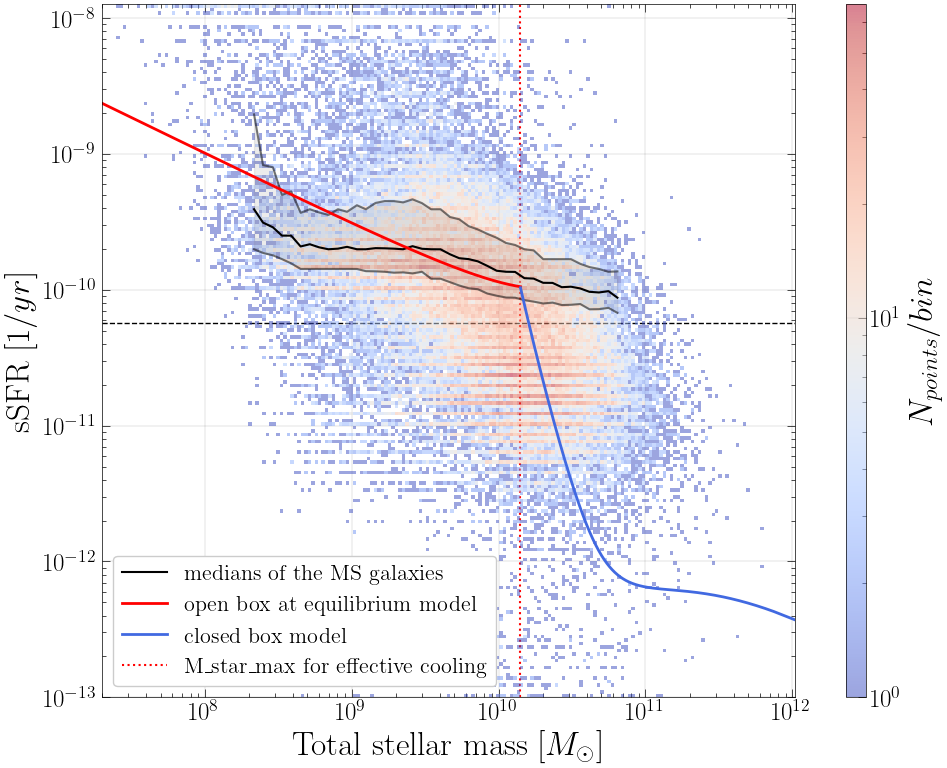 10⁻⁸
10⁻⁹
10⁻¹⁰
10⁻¹¹
10⁻¹²
10⁻¹³
sSFR [1/yr]
medians of the MS galaxies
open box at equilibrium model
closed box model
M_star_max for effective cooling
10⁸ 10⁹ 10¹⁰ 10¹¹ 10¹²
Total stellar mass [M☉]
10¹
10⁰
N_points/bin